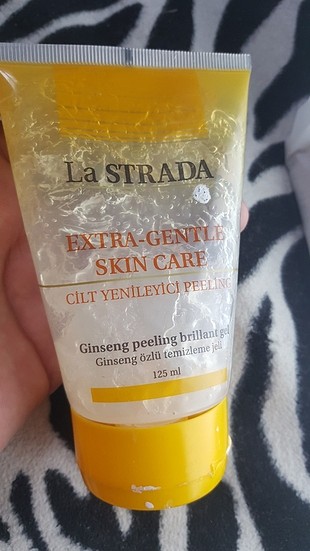 La STRADA
EXTRA-GENTLE
SKIN CARE
CİLT YENİLEYİCİ PEELİNG
Ginseng peeling brillant gel
Ginseng özlü temizleme jeli
125 ml